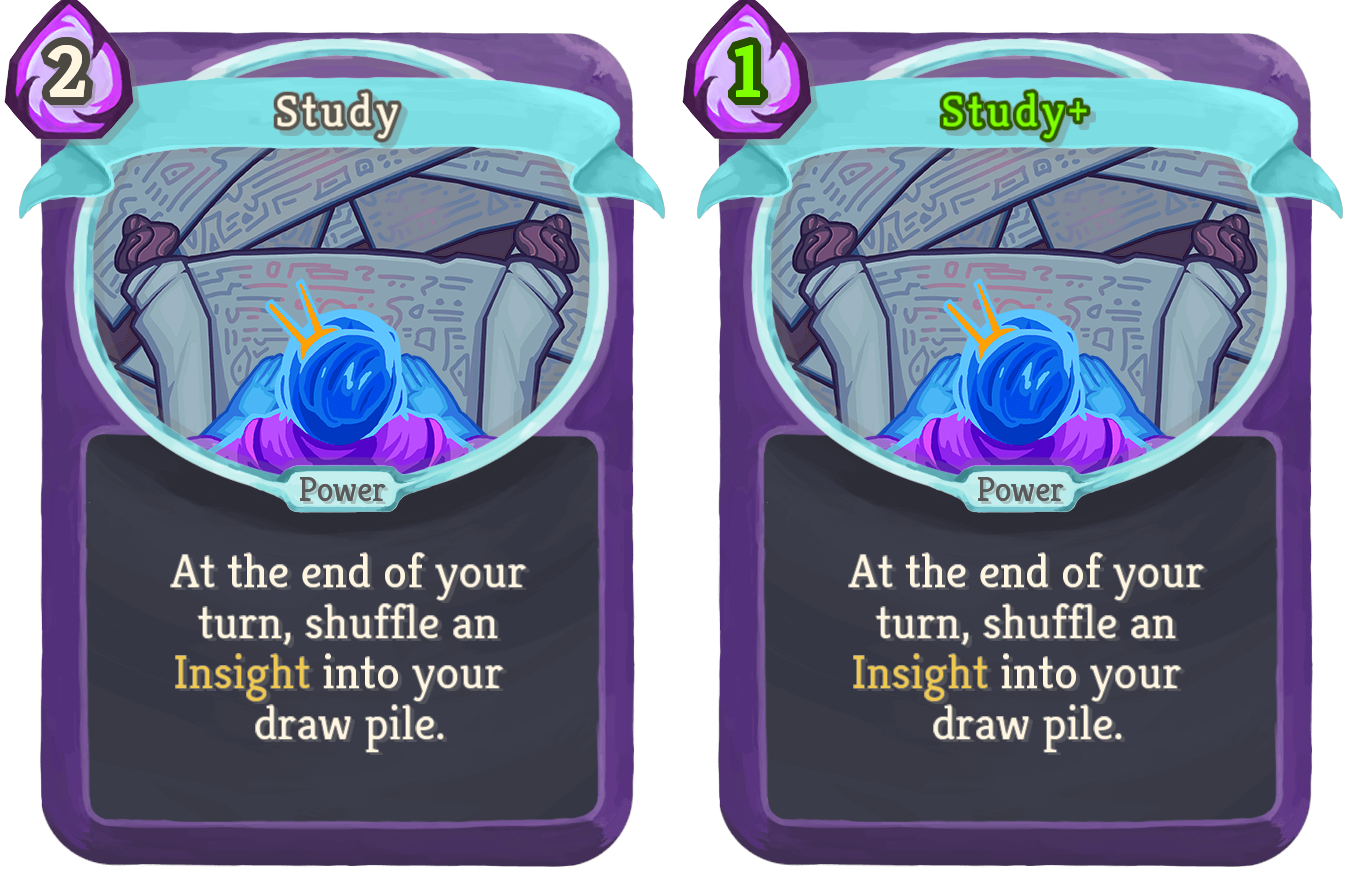 2
Study
Power
At the end of your
turn, shuffle an
Insight into your
draw pile.
1
Study+
Power
At the end of your
turn, shuffle an
Insight into your
draw pile.